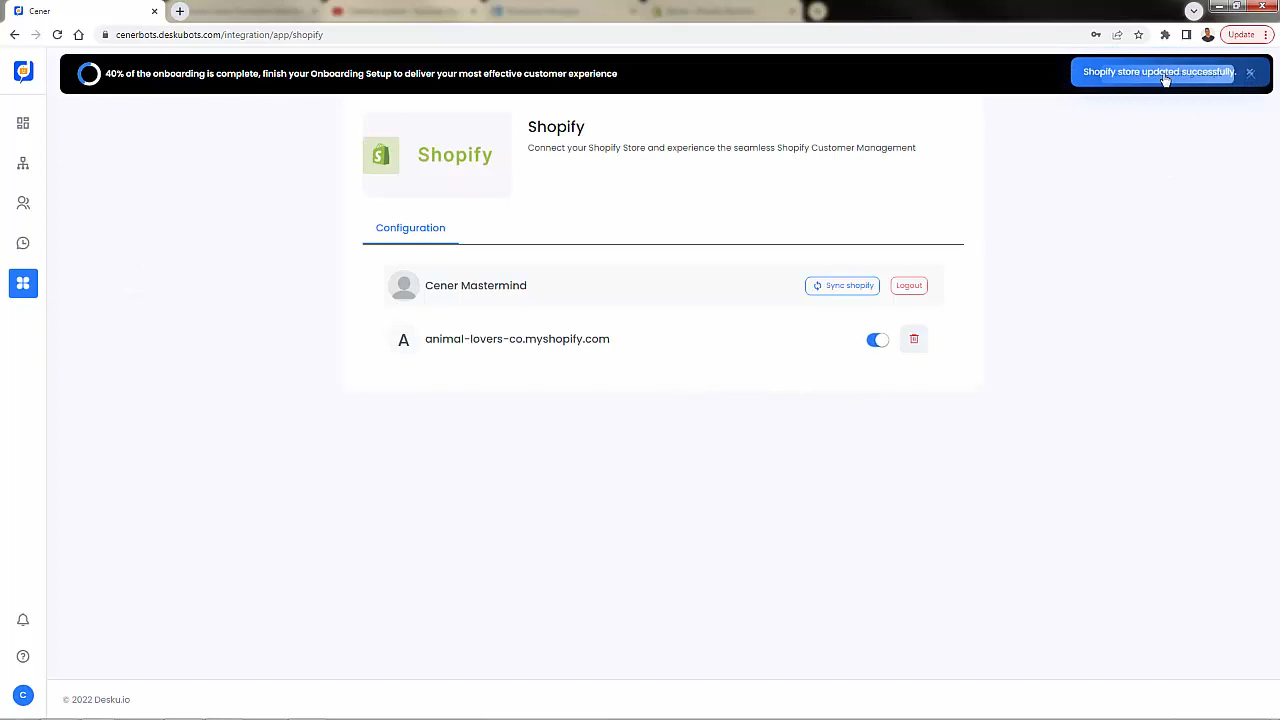 Cener
cenerbots.deskubots.com/integration/app/shopify
Update
40% of the onboarding is complete, finish your Onboarding Setup to deliver your most effective customer experience
Shopify store updated successfully.
Shopify
Shopify
Connect your Shopify Store and experience the seamless Shopify Customer Management
Configuration
Cener Mastermind
Sync shopify
Logout
A
animal-lovers-co.myshopify.com
C
© 2022 Desku.io